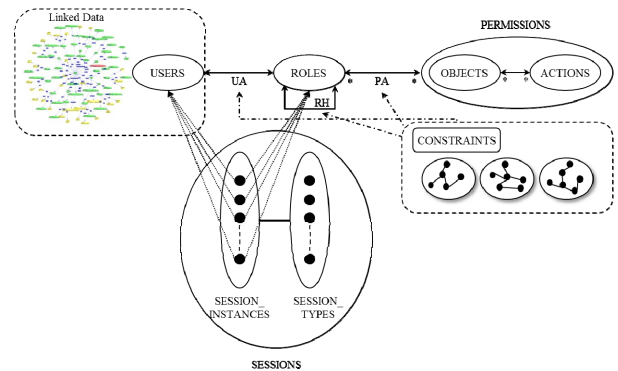 Linked Data
PERMISSIONS
USERS
UA
ROLES
* PA *
OBJECTS
* *
ACTIONS
RH
CONSTRAINTS
SESSION_
INSTANCES
SESSION_
TYPES
SESSIONS